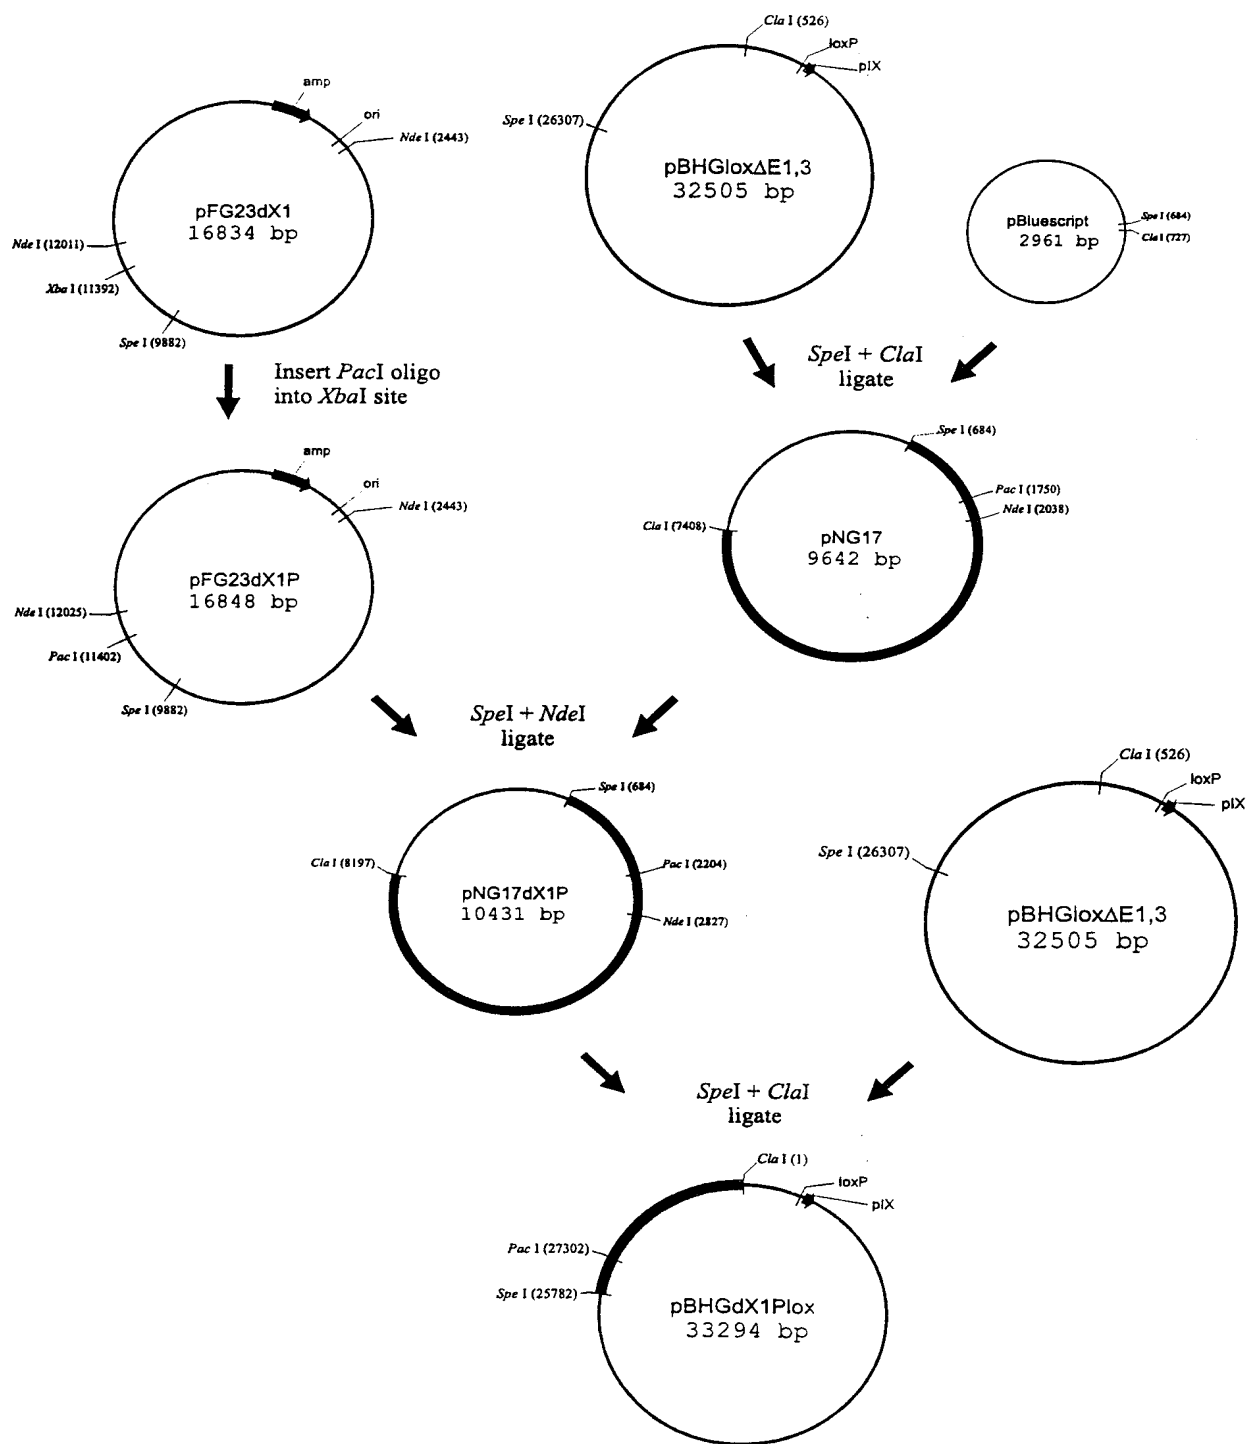 Cla I (526)
loxP
pIX
amp
ori
Nde I (2443)
Spe I (26307)
pBHGloxΔE1,3
32505 bp
pFG23dX1
16834 bp
pBluescript
2961 bp
Spe I (684)
Cla I (727)
Nde I (12011)
Xba I (11392)
Spe I (9882)
Insert PacI oligo
into XbaI site
SpeI + ClaI
ligate
amp
ori
Nde I (2443)
Spe I (684)
Pac I (1750)
Nde I (2038)
Cla I (7408)
pNG17
9642 bp
pFG23dX1P
16848 bp
Nde I (12025)
Pac I (11402)
Spe I (9882)
SpeI + NdeI
ligate
Spe I (684)
Cla I (8197)
Pac I (2204)
pNG17dX1P
10431 bp
Nde I (2827)
Cla I (526)
loxP
pIX
Spe I (26307)
pBHGloxΔE1,3
32505 bp
SpeI + ClaI
ligate
Cla I (1)
loxP
pIX
Pac I (27302)
Spe I (25782)
pBHGdX1Plox
33294 bp